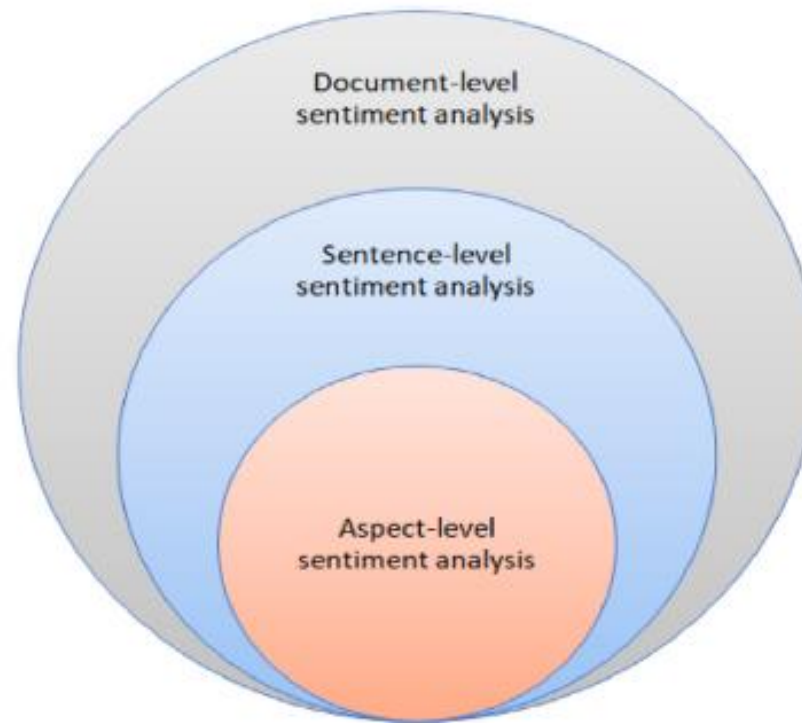 Document-level
sentiment analysis
Sentence-level
sentiment analysis
Aspect-level
sentiment analysis